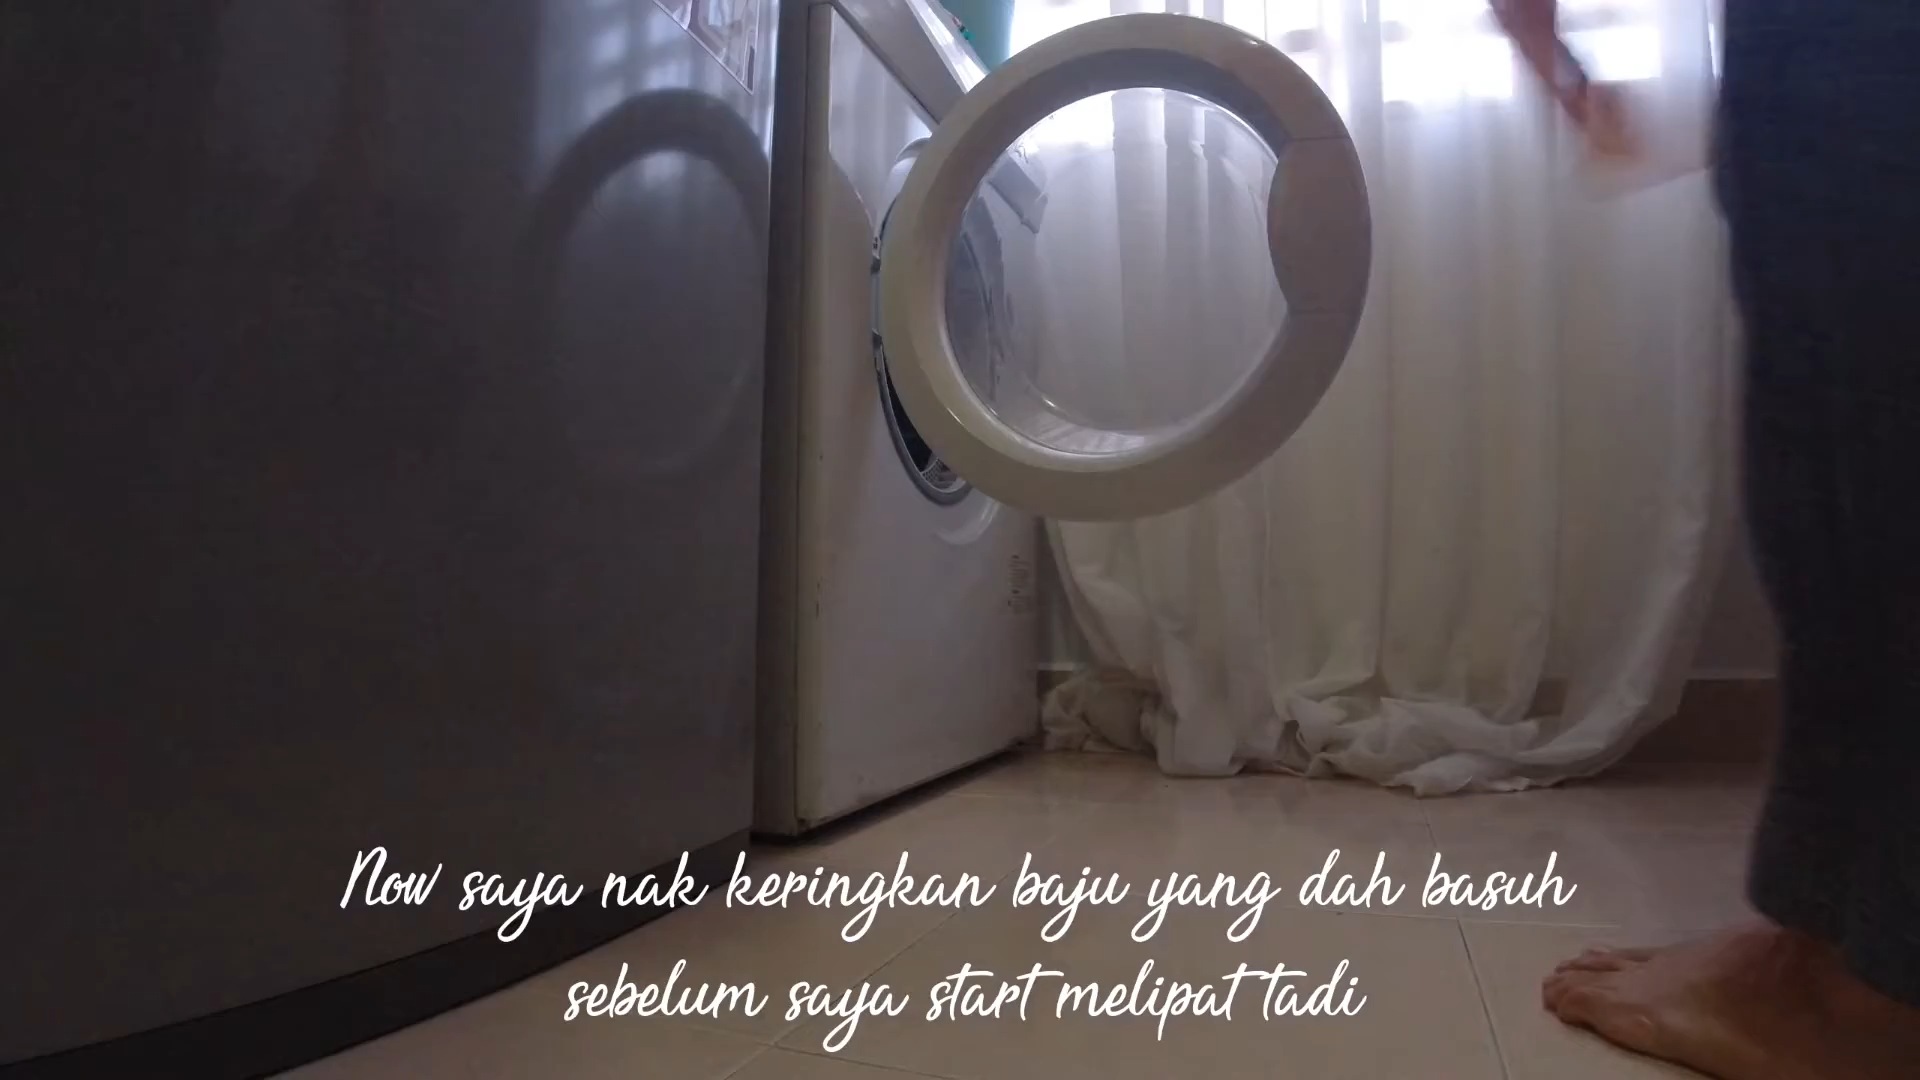 Now saya nak keringkan baju yang dah basuh
sebelum saya start melipat tadi